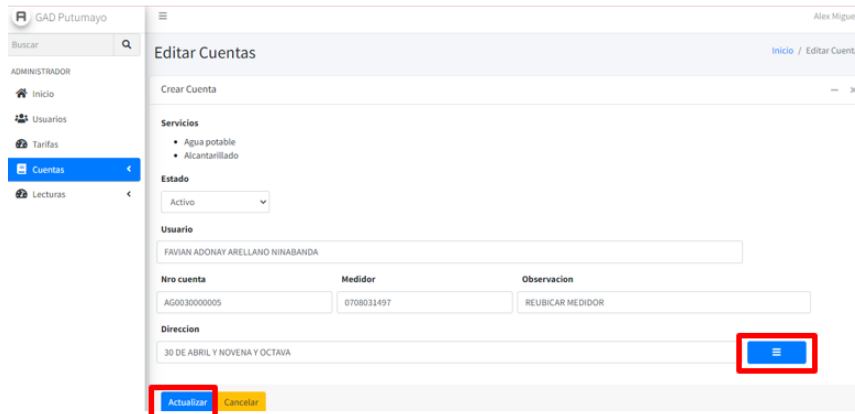 GAD Putumayo
Alex Migue
Buscar
Editar Cuentas
Inicio / Editar Cuent
ADMINISTRADOR
Inicio
Crear Cuenta
Usuarios
Servicios
Tarifas
Agua potable
Alcantarillado
Cuentas
Estado
Lecturas
Activo
Usuario
FAVIAN ADONAY ARELLANO NINABANDA
Nro cuenta Medidor Observacion
AG0030000005 0708031497 REUBICAR MEDIDOR
Direccion
30 DE ABRIL Y NOVENA Y OCTAVA
Actualizar Cancelar